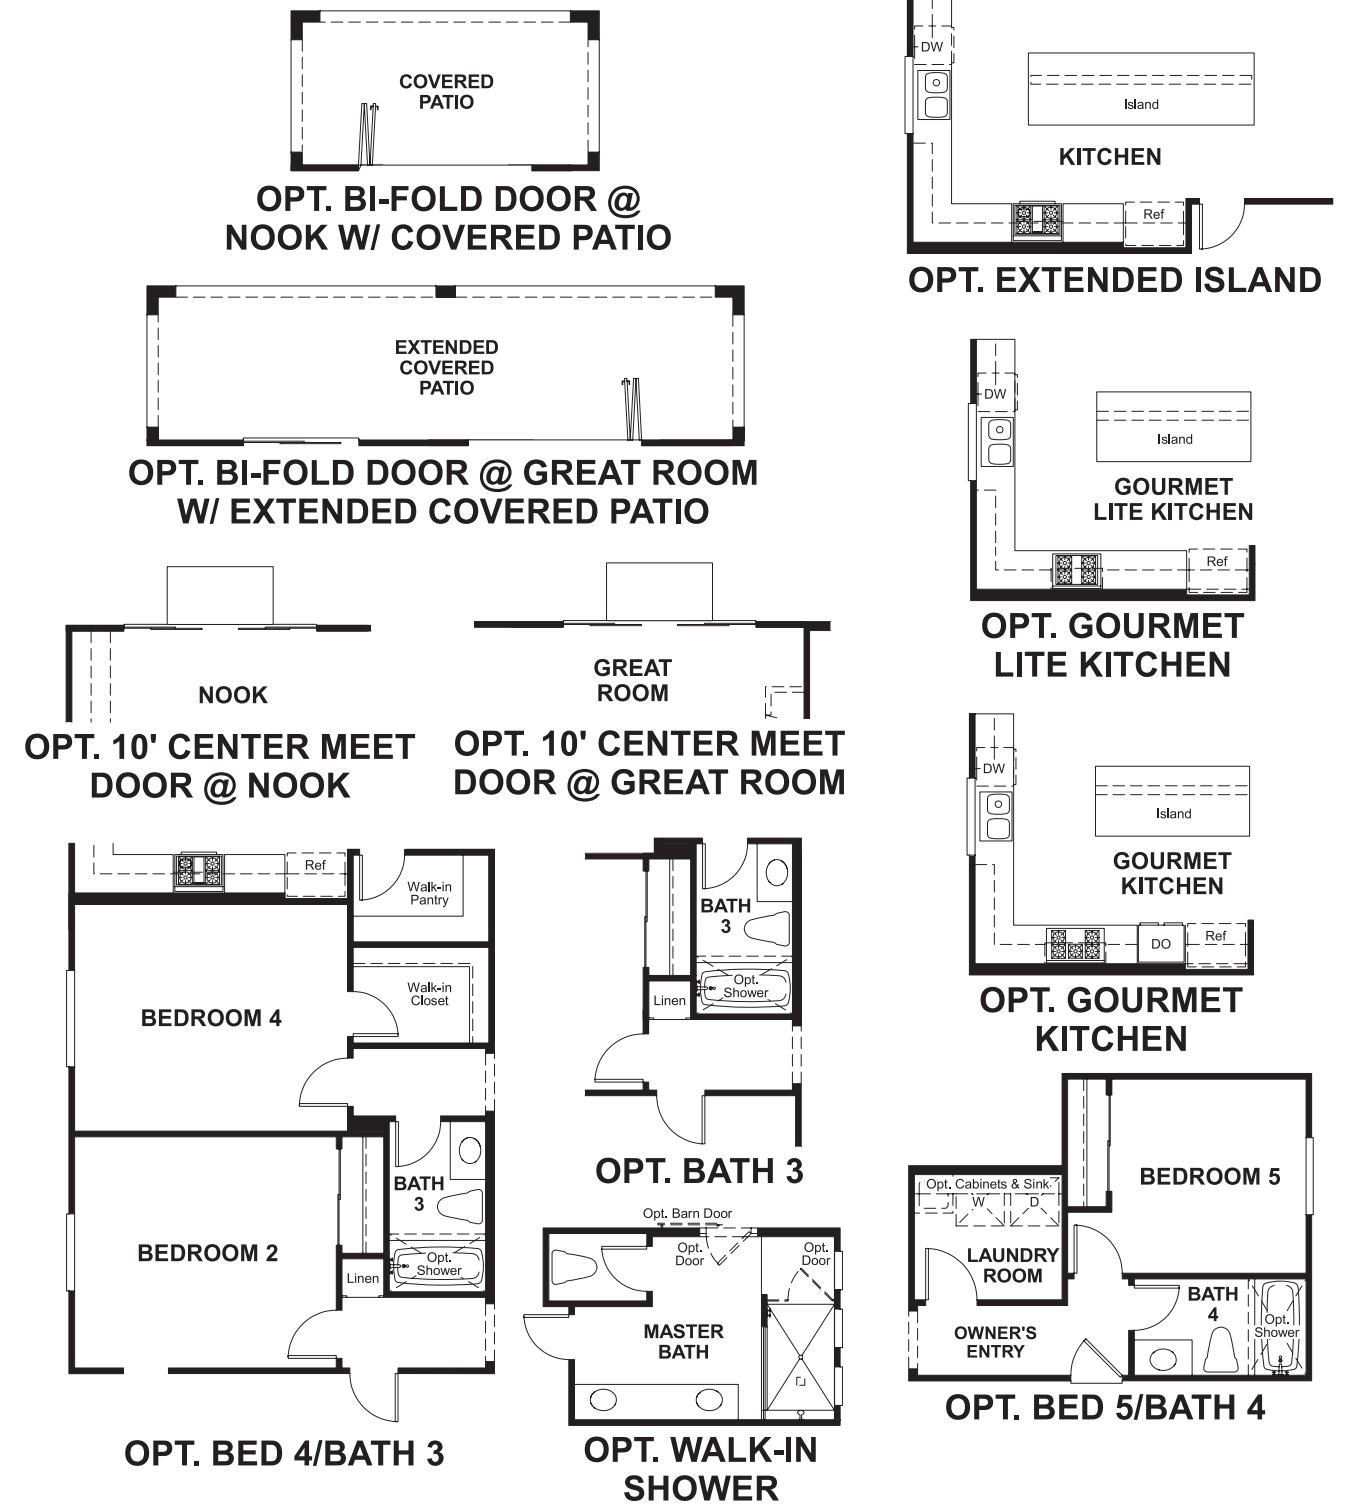 COVERED
PATIO
OPT. BI-FOLD DOOR @
NOOK W/ COVERED PATIO
EXTENDED
COVERED
PATIO
OPT. BI-FOLD DOOR @ GREAT ROOM
W/ EXTENDED COVERED PATIO
NOOK
OPT. 10' CENTER MEET
DOOR @ NOOK
GREAT
ROOM
OPT. 10' CENTER MEET
DOOR @ GREAT ROOM
DW
Island
KITCHEN
Ref
OPT. EXTENDED ISLAND
DW
Island
GOURMET
LITE KITCHEN
Ref
OPT. GOURMET
LITE KITCHEN
DW
Island
GOURMET
KITCHEN
DO
Ref
OPT. GOURMET
KITCHEN
Ref
Walk-in
Pantry
Walk-in
Closet
BEDROOM 4
BATH
3
BEDROOM 2
Opt.
Shower
Linen
OPT. BED 4/BATH 3
BATH
3
Opt.
Shower
Linen
OPT. BATH 3
Opt. Barn Door
Opt.
Door
Opt.
Door
MASTER
BATH
OPT. WALK-IN
SHOWER
BEDROOM 5
Opt. Cabinets & Sink
W
D
LAUNDRY
ROOM
BATH
4
Opt.
Shower
OWNER'S
ENTRY
OPT. BED 5/BATH 4